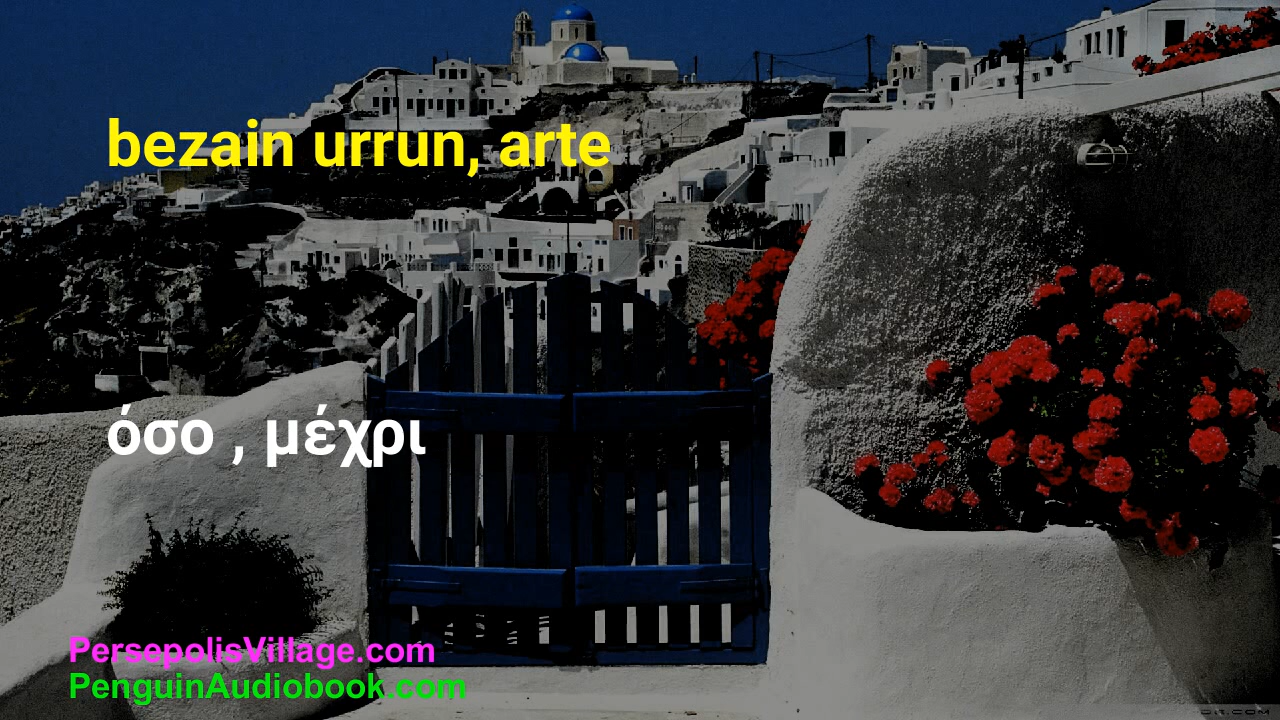 bezain urrun, arte
όσο , μέχρι
PersepolisVillage.com
PenguinAudiobook.com